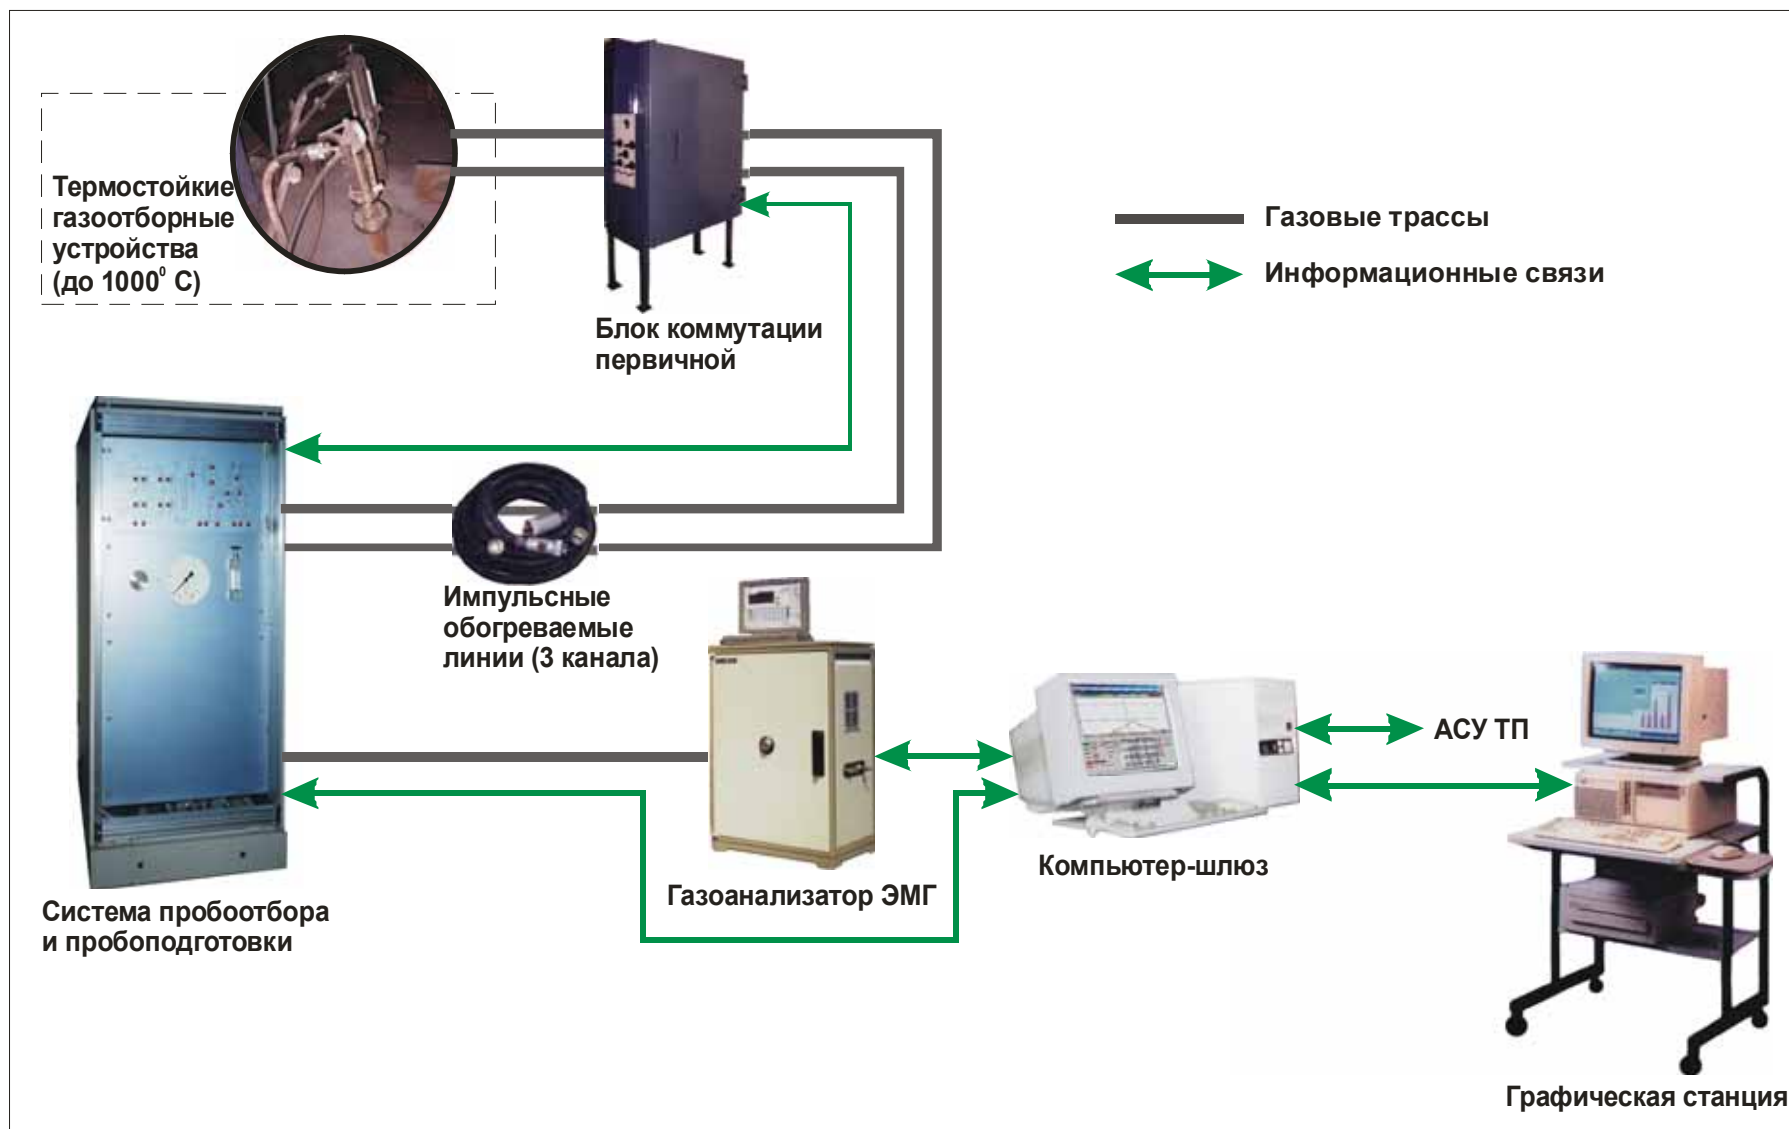 Термостойкие
газоотборные
устройства
(до 1000⁰ С)
Блок коммутации
первичной
Газовые трассы
Информационные связи
Импульсные
обогреваемые
линии (3 канала)
АСУ ТП
Компьютер-шлюз
Газоанализатор ЭМГ
Система пробоотбора
и пробоподготовки
Графическая станция